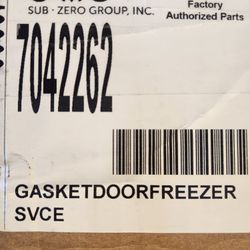 Factory
Authorized Parts
SUB·ZERO GROUP, INC.
7042262
GASKETDOORFREEZER
SVCE